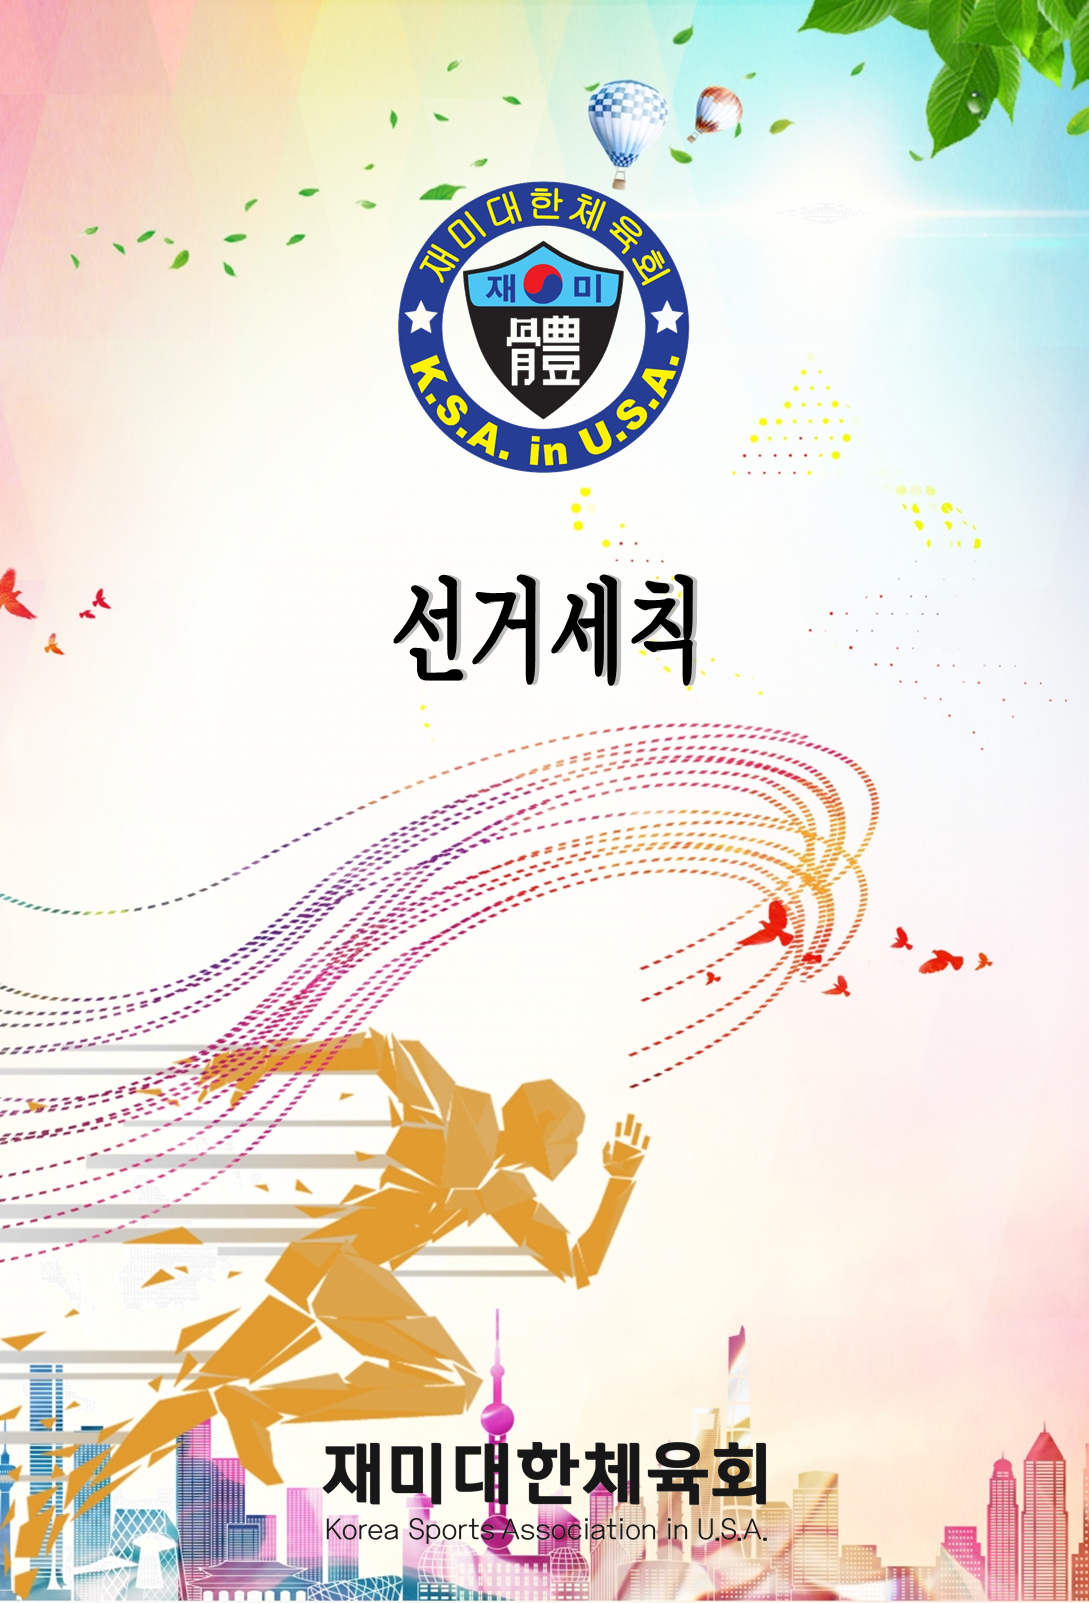 재미대한체육회
재 미
體
K.S.A. in U.S.A.
선거세칙
재미대한체육회
Korea Sports Association in U.S.A.